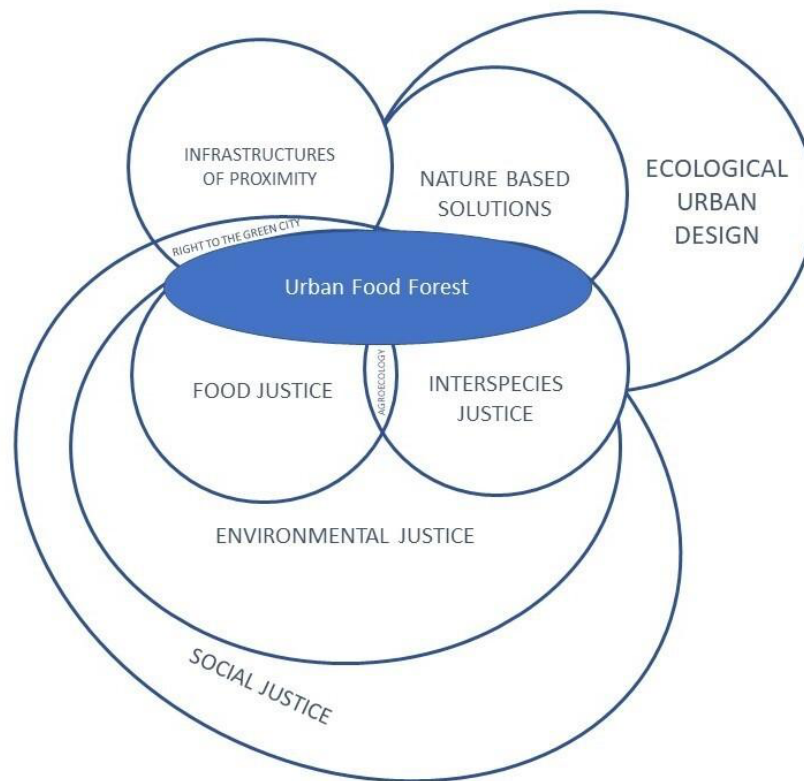 INFRASTRUCTURES
OF PROXIMITY
NATURE BASED
SOLUTIONS
ECOLOGICAL
URBAN
DESIGN
RIGHT TO THE GREEN CITY
Urban Food Forest
FOOD JUSTICE
AGROECOLOGY
INTERSPECIES
JUSTICE
ENVIRONMENTAL JUSTICE
SOCIAL JUSTICE